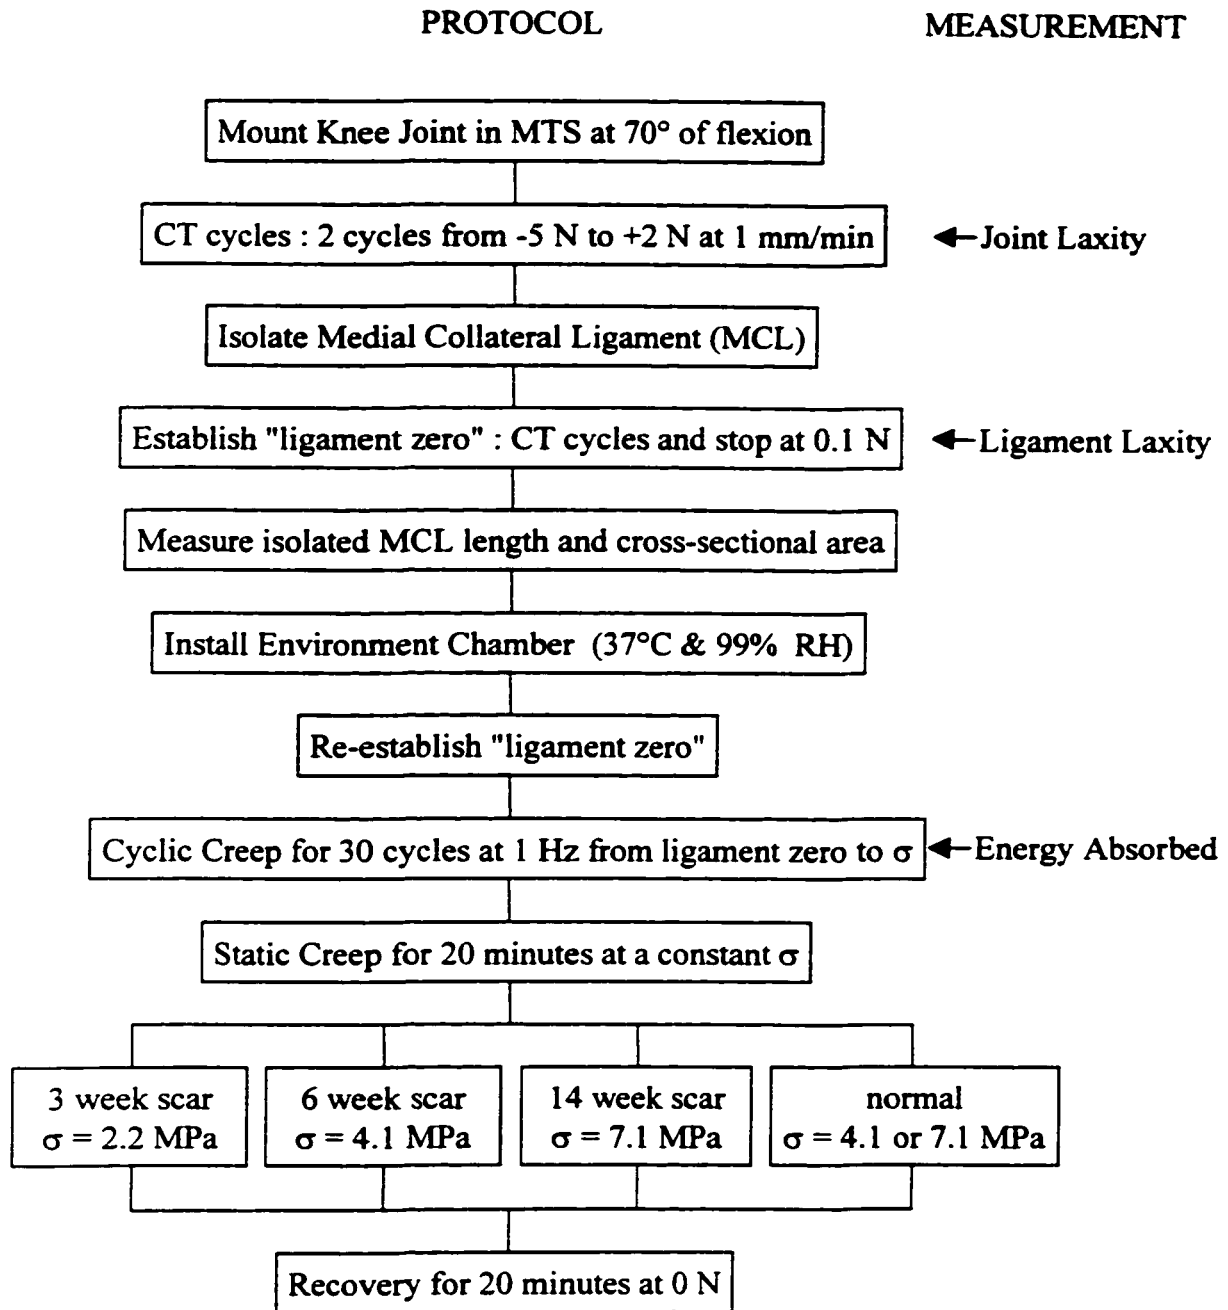 PROTOCOL MEASUREMENT
Mount Knee Joint in MTS at 70° of flexion
CT cycles : 2 cycles from -5 N to +2 N at 1 mm/min
Joint Laxity
Isolate Medial Collateral Ligament (MCL)
Establish "ligament zero" : CT cycles and stop at 0.1 N
Ligament Laxity
Measure isolated MCL length and cross-sectional area
Install Environment Chamber (37°C & 99% RH)
Re-establish "ligament zero"
Cyclic Creep for 30 cycles at 1 Hz from ligament zero to σ
Energy Absorbed
Static Creep for 20 minutes at a constant σ
3 week scar
σ = 2.2 MPa
6 week scar
σ = 4.1 MPa
14 week scar
σ = 7.1 MPa
normal
σ = 4.1 or 7.1 MPa
Recovery for 20 minutes at 0 N